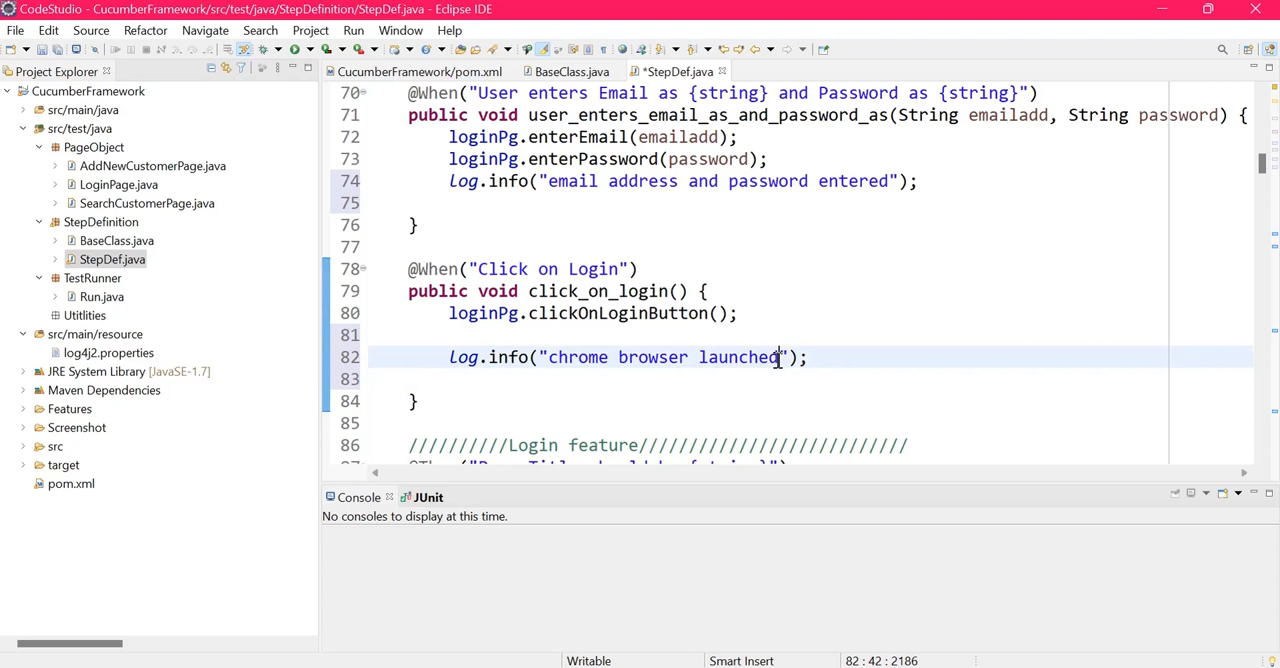 CodeStudio - CucumberFramework/src/test/java/StepDefinition/StepDef.java - Eclipse IDE
File Edit Source Refactor Navigate Search Project Run Window Help
Project Explorer
CucumberFramework
src/main/java
src/test/java
PageObject
AddNewCustomerPage.java
LoginPage.java
SearchCustomerPage.java
StepDefinition
BaseClass.java
StepDef.java
TestRunner
Run.java
Utitlities
src/main/resource
log4j2.properties
JRE System Library [JavaSE-1.7]
Maven Dependencies
Features
Screenshot
src
target
pom.xml
CucumberFramework/pom.xml BaseClass.java *StepDef.java
70 @When("User enters Email as {string} and Password as {string}")
71 public void user_enters_email_as_and_password_as(String emailadd, String password) {
72 loginPg.enterEmail(emailadd);
73 loginPg.enterPassword(password);
74 log.info("email address and password entered");
75
76 }
77
78 @When("Click on Login")
79 public void click_on_login() {
80 loginPg.clickOnLoginButton();
81
82 log.info("chrome browser launched");
83
84 }
85
86 //////////Login feature///////////////////////////
Console JUnit
No consoles to display at this time.
Writable Smart Insert 82 : 42 : 2186